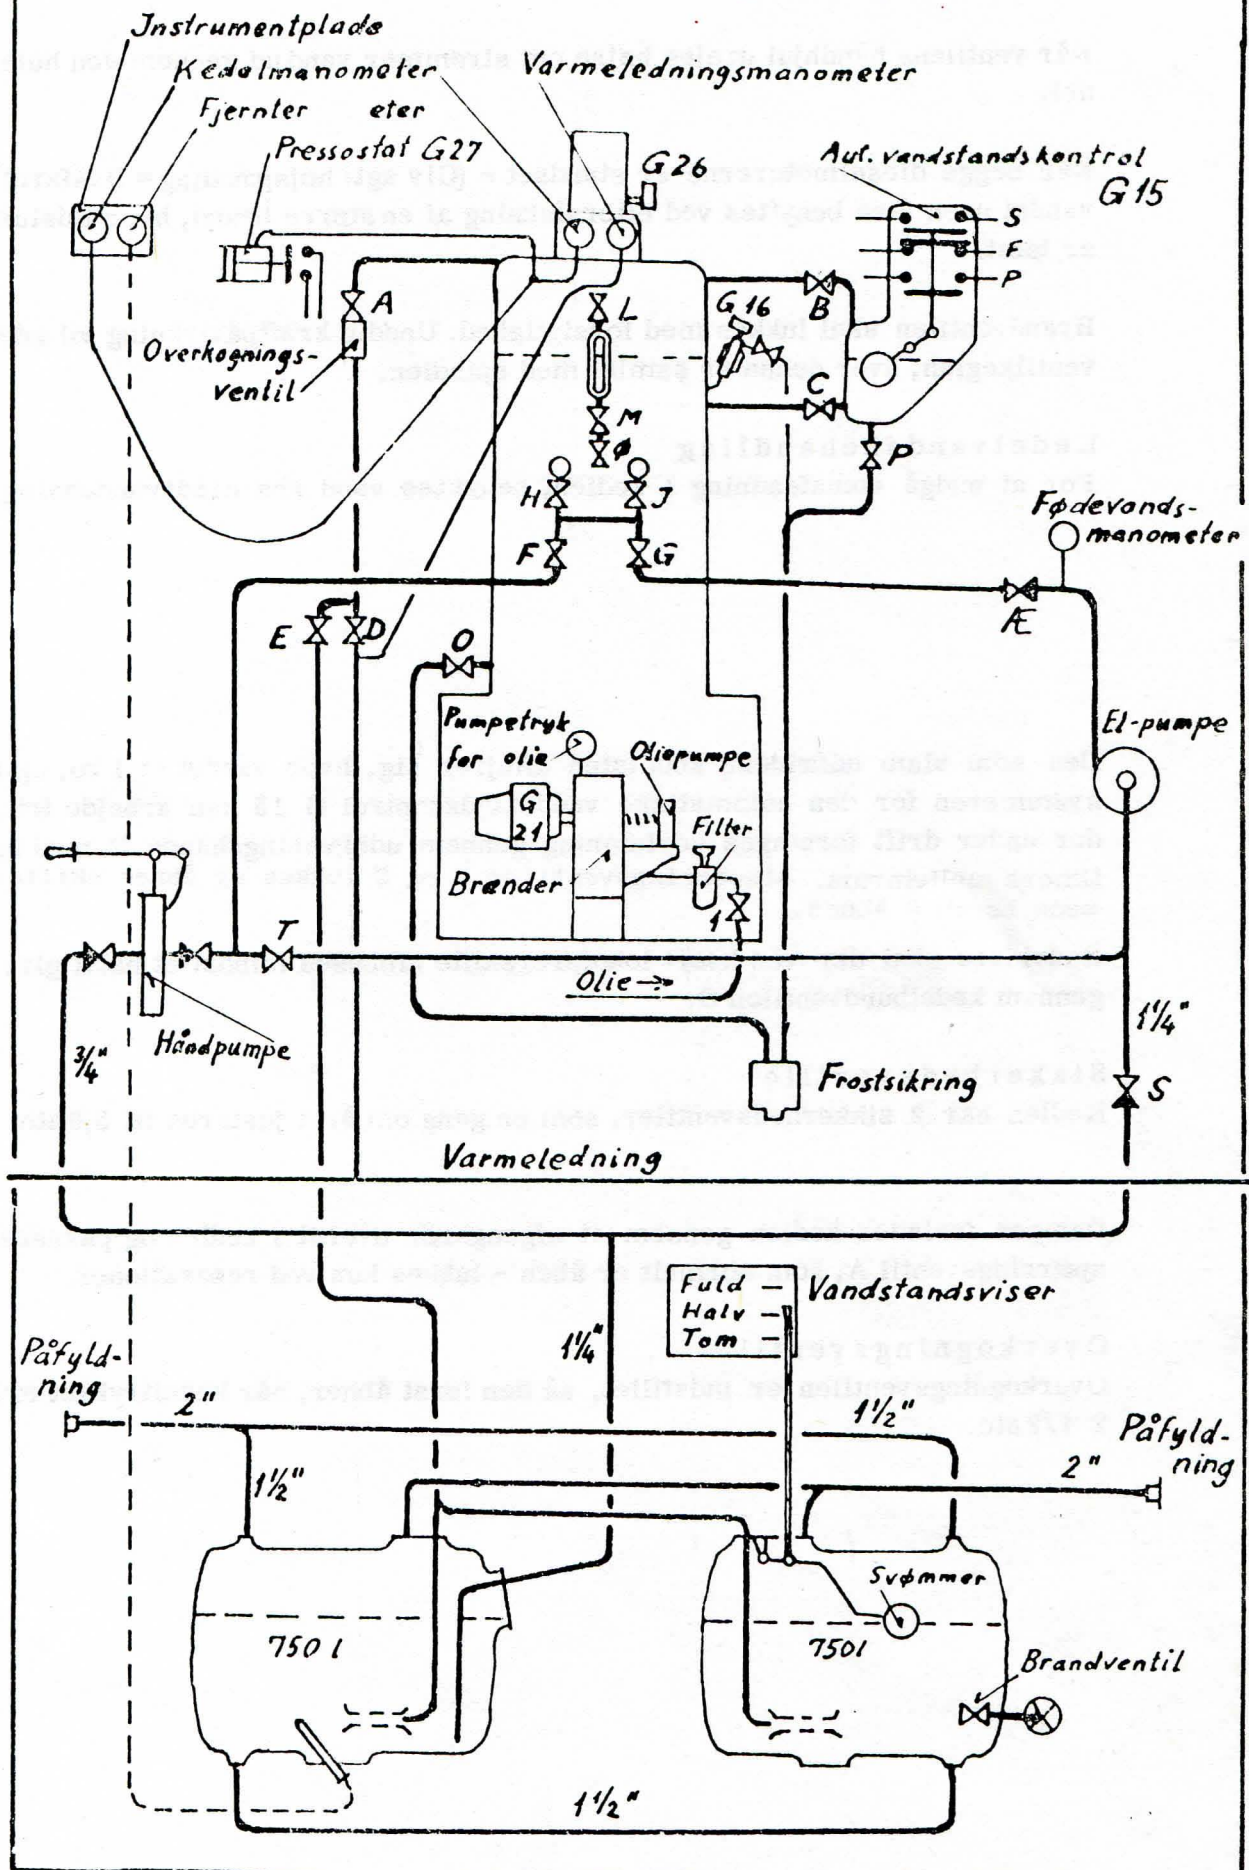 Instrumentplade
Kedelmanometer
Varmeledningsmanometer
Fjernter eter
Pressostat G27
G26
Aut. vandstandskontrol
G15
S
F
P
A
L
B
G16
Overkognings-
ventil
M
C
Ø
P
H
J
Fødevands-
manometer
F
G
Æ
E
D
O
Pumpetryk
for olie
Oliepumpe
El-pumpe
G
21
Filter
Brænder
1
T
Olie
1 1/4"
3/4"
Håndpumpe
Frostsikring
S
Varmeledning
Fuld
Halv
Tom
Vandstandsviser
1 1/4"
Påfyld-
ning
2"
1 1/2"
Påfyld-
ning
2"
1 1/2"
Svømmer
750 l
750 l
Brandventil
1 1/2"